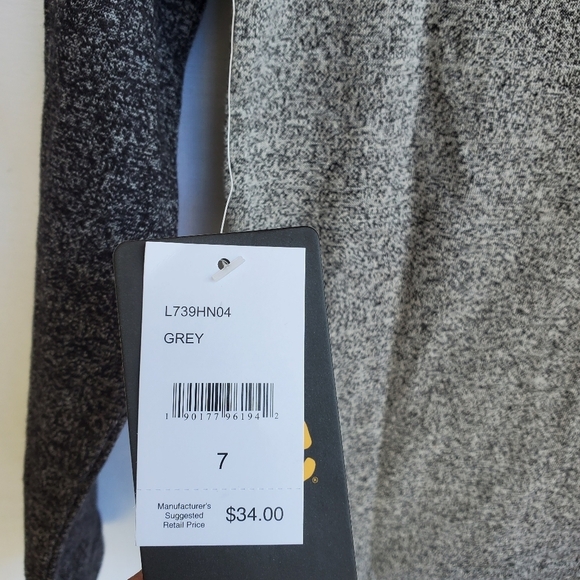 L739HN04
GREY
1 90177 96194 2
7
Manufacturer's
Suggested
Retail Price
$34.00
®